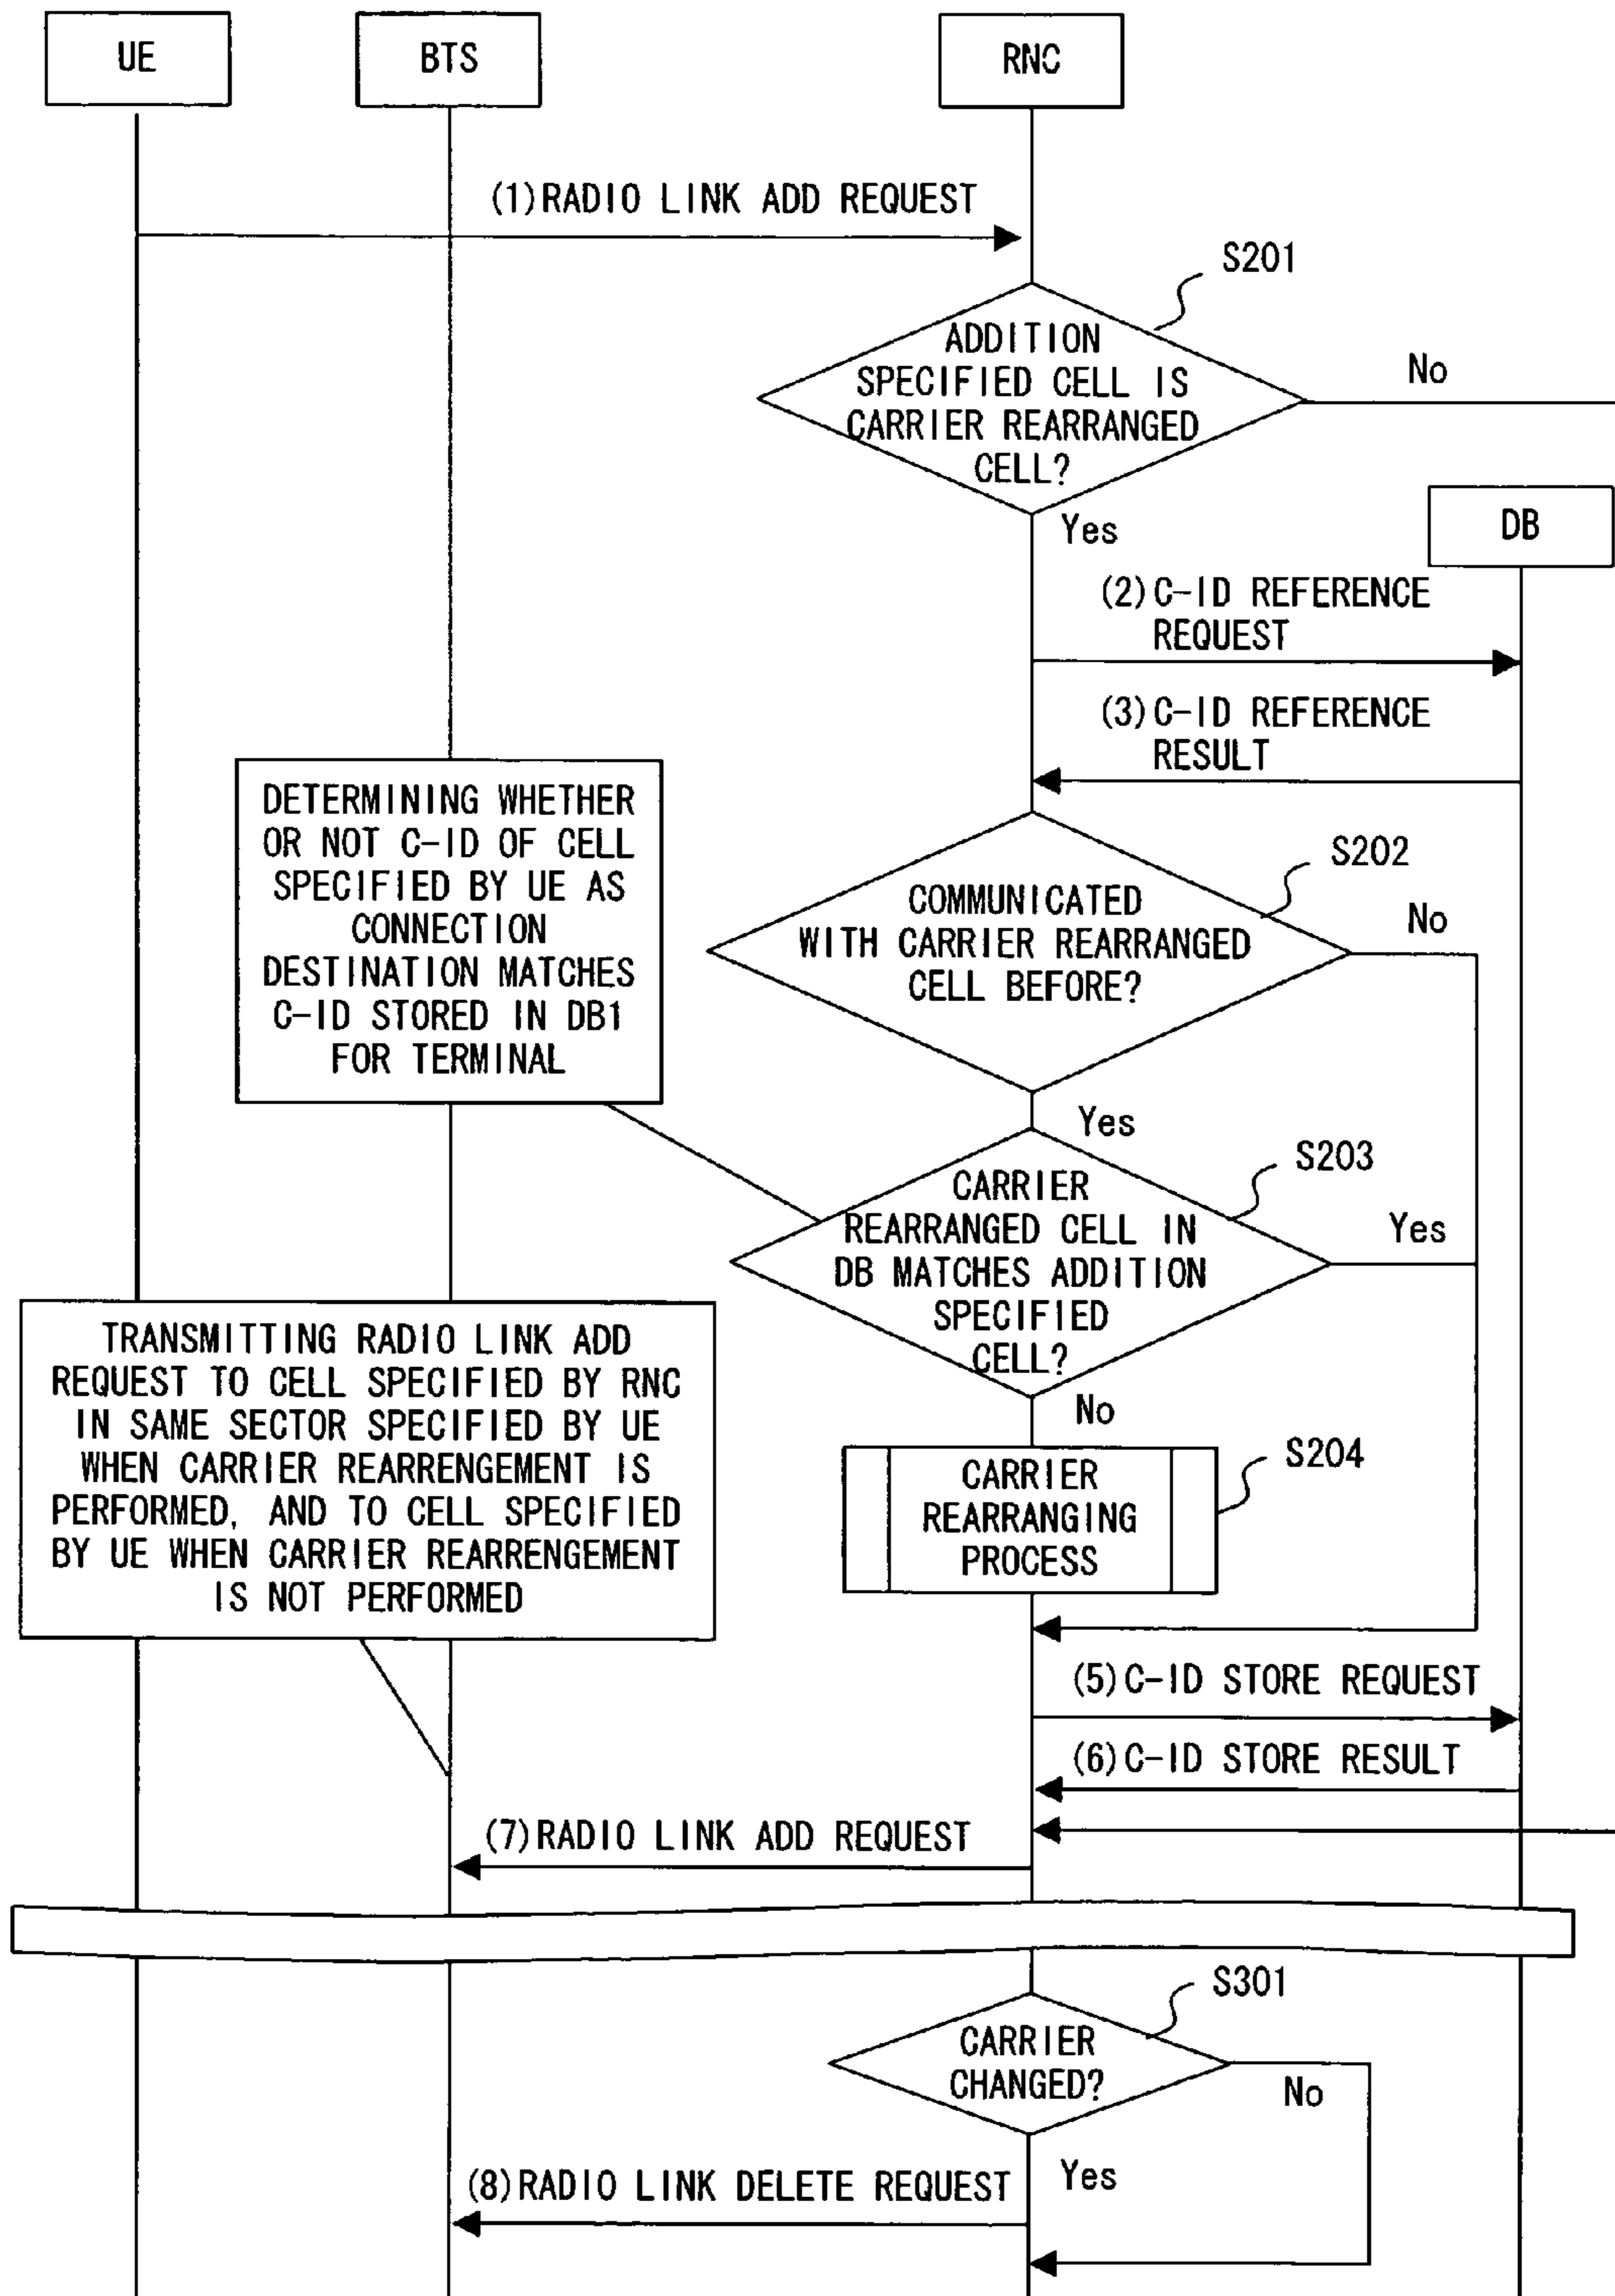 UE
BTS
RNC
(1)RADIO LINK ADD REQUEST
S201
ADDITION
SPECIFIED CELL IS
CARRIER REARRANGED
CELL?
No
Yes
DB
(2)C-ID REFERENCE
REQUEST
(3)C-ID REFERENCE
RESULT
DETERMINING WHETHER
OR NOT C-ID OF CELL
SPECIFIED BY UE AS
CONNECTION
DESTINATION MATCHES
C-ID STORED IN DB1
FOR TERMINAL
S202
COMMUNICATED
WITH CARRIER REARRANGED
CELL BEFORE?
No
Yes
S203
CARRIER
REARRANGED CELL IN
DB MATCHES ADDITION
SPECIFIED
CELL?
Yes
No
TRANSMITTING RADIO LINK ADD
REQUEST TO CELL SPECIFIED BY RNC
IN SAME SECTOR SPECIFIED BY UE
WHEN CARRIER REARRENGEMENT IS
PERFORMED, AND TO CELL SPECIFIED
BY UE WHEN CARRIER REARRENGEMENT
IS NOT PERFORMED
S204
CARRIER
REARRANGING
PROCESS
(5)C-ID STORE REQUEST
(6)C-ID STORE RESULT
(7)RADIO LINK ADD REQUEST
S301
CARRIER
CHANGED?
No
Yes
(8)RADIO LINK DELETE REQUEST